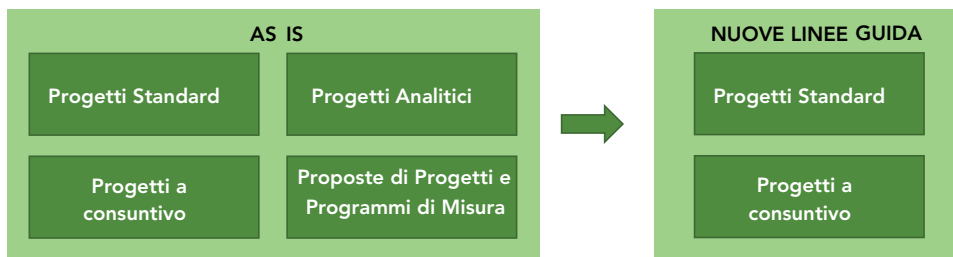 AS IS
Progetti Standard
Progetti Analitici
Progetti a
consuntivo
Proposte di Progetti e
Programmi di Misura
NUOVE LINEE GUIDA
Progetti Standard
Progetti a
consuntivo